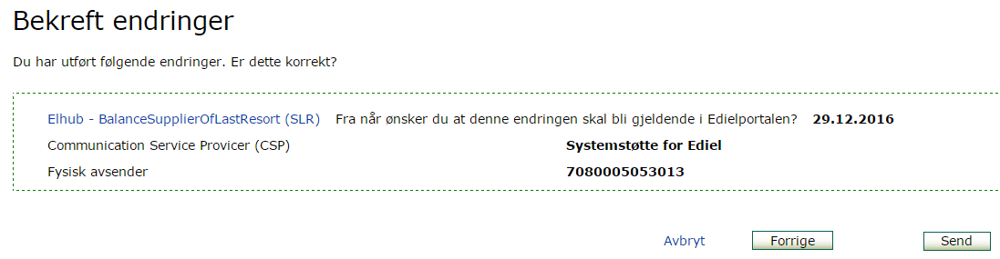 Bekreft endringer
Du har utført følgende endringer. Er dette korrekt?
Elhub - BalanceSupplierOfLastResort (SLR) Fra når ønsker du at denne endringen skal bli gjeldende i Edielportalen? 29.12.2016
Communication Service Provicer (CSP) Systemstøtte for Ediel
Fysisk avsender 7080005053013
Avbryt Forrige Send